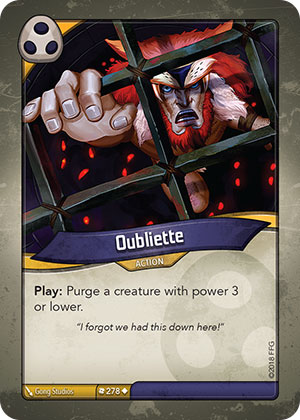 Oubliette
ACTION
Play: Purge a creature with power 3
or lower.
"I forgot we had this down here!"
Gong Studios
278
©2018 FFG